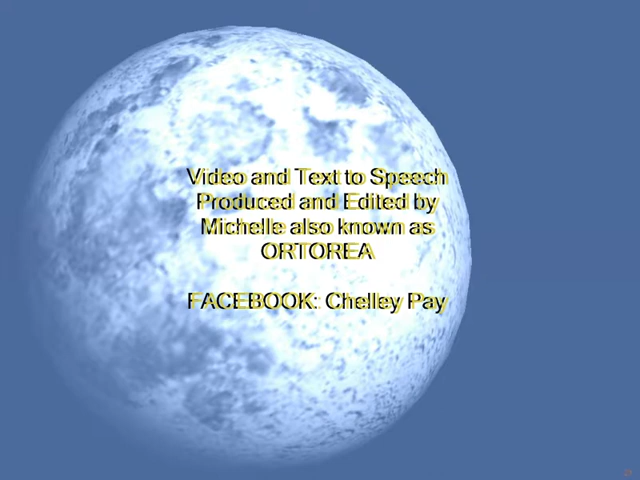 Video and Text to Speech
Produced and Edited by
Michelle also known as
ORTOREA
FACEBOOK: Chelley Pay